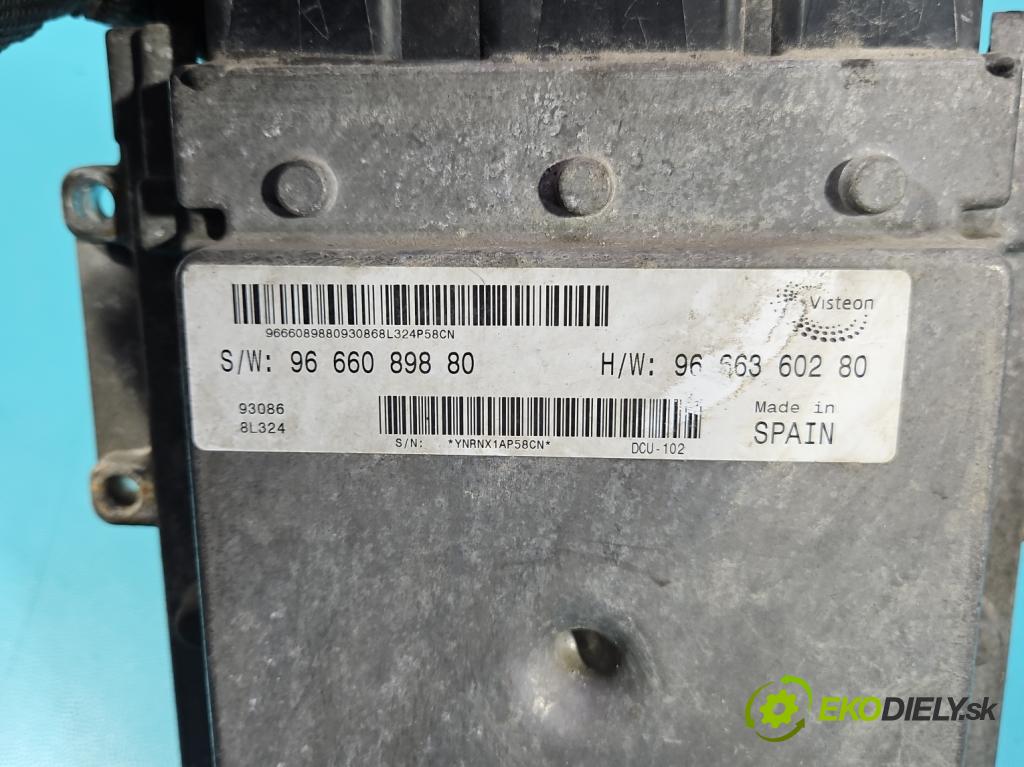 Visteon
9666089880930868L324P58CN
S/W: 96 660 898 80 H/W: 96 663 602 80
93086
8L324
S/N: *YNRNX1AP58CN* DCU-102
Made in
SPAIN
EKODIELY.sk